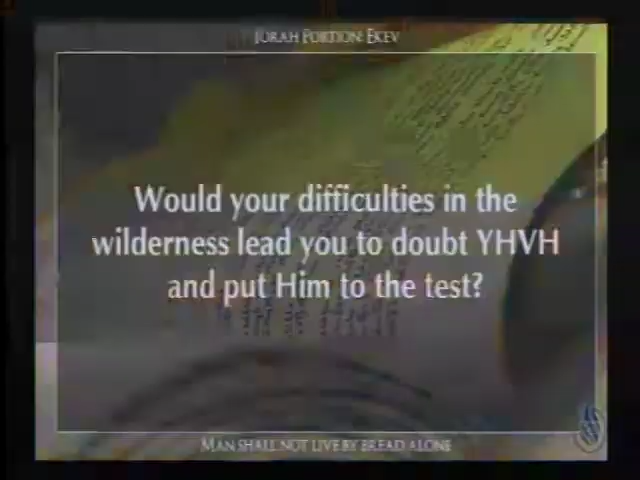 TORAH PORTION: EKEV
Would your difficulties in the
wilderness lead you to doubt YHVH
and put Him to the test?
MAN SHALL NOT LIVE BY BREAD ALONE